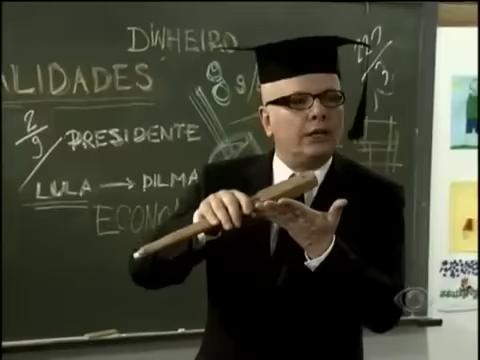 DINHEIRO
ALIDADES
2/9
PRESIDENTE
LULA → DILMA
ECONO